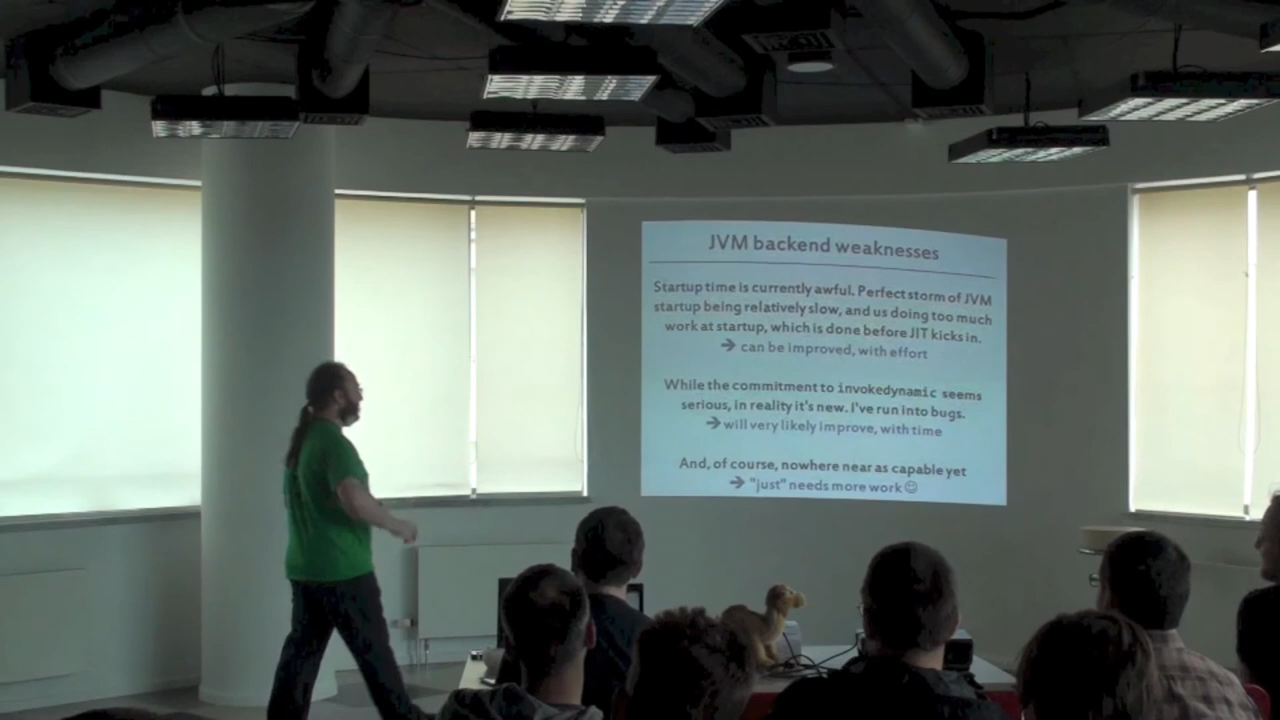 JVM backend weaknesses
Startup time is currently awful. Perfect storm of JVM
startup being relatively slow, and us doing too much
work at startup, which is done before JIT kicks in.
➔ can be improved, with effort
While the commitment to invokedynamic seems
serious, in reality it's new. I've run into bugs.
➔ will very likely improve, with time
And, of course, nowhere near as capable yet
➔ "just" needs more work ☺